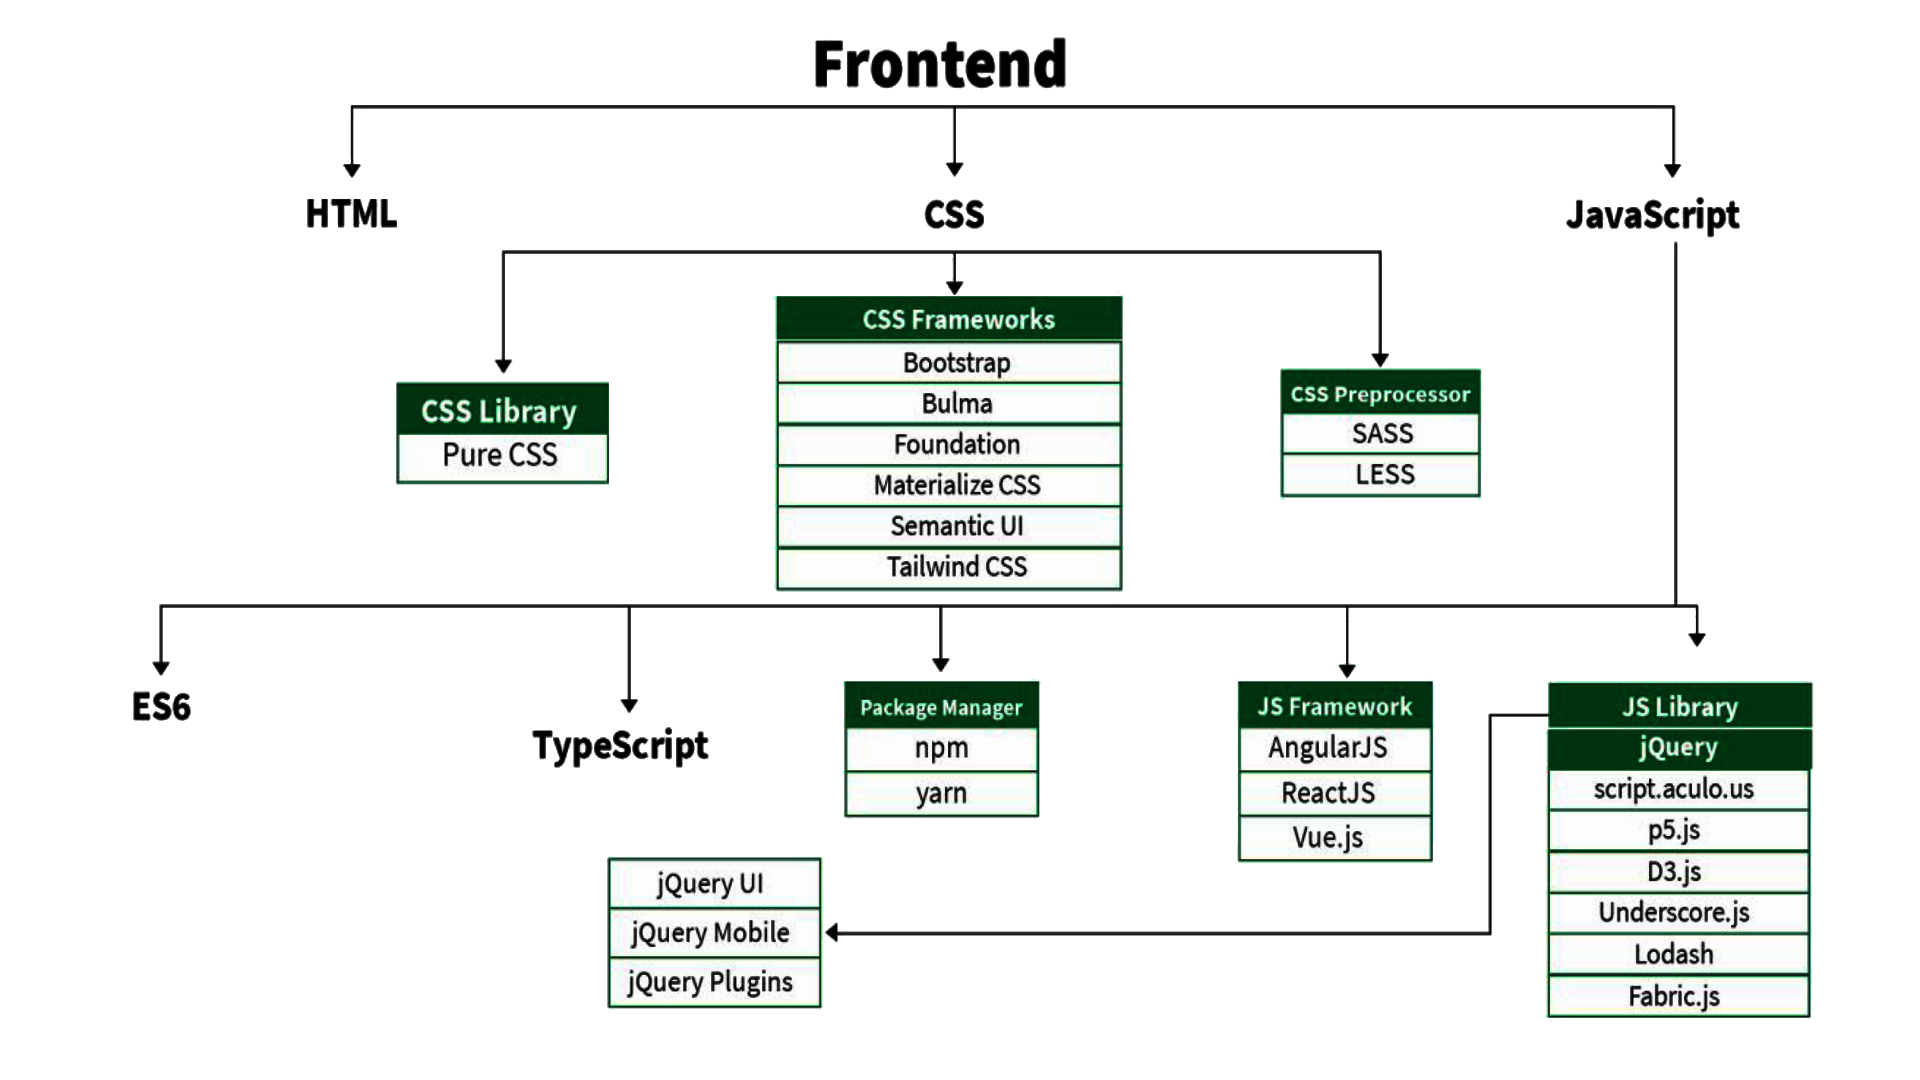 Frontend
HTML
CSS
JavaScript
CSS Library
Pure CSS
CSS Frameworks
Bootstrap
Bulma
Foundation
Materialize CSS
Semantic UI
Tailwind CSS
CSS Preprocessor
SASS
LESS
ES6
TypeScript
Package Manager
npm
yarn
JS Framework
AngularJS
ReactJS
Vue.js
JS Library
jQuery
script.aculo.us
p5.js
D3.js
Underscore.js
Lodash
Fabric.js
jQuery UI
jQuery Mobile
jQuery Plugins